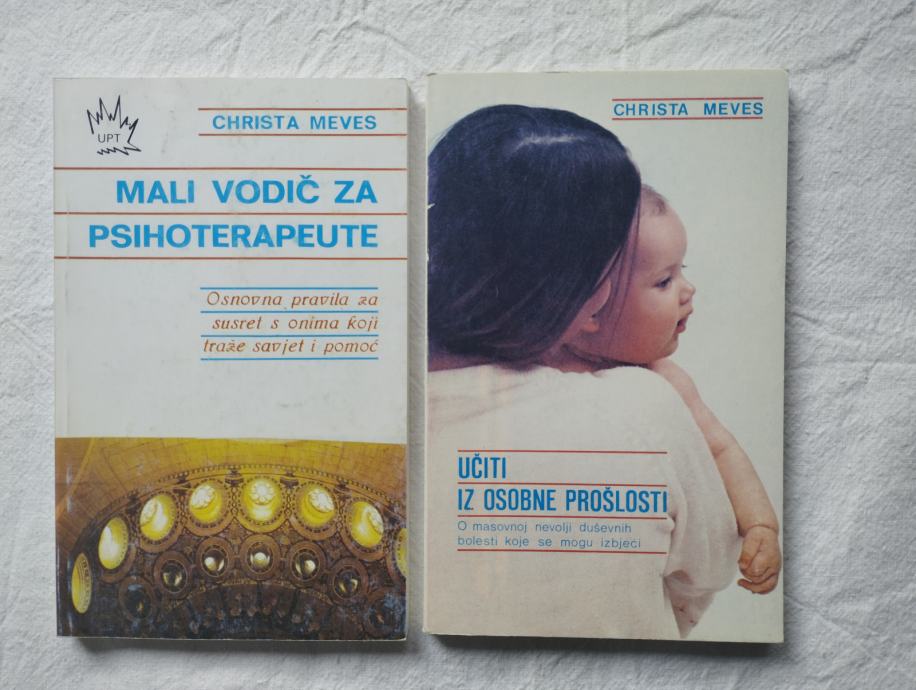 UPT
CHRISTA MEVES
MALI VODIČ ZA
PSIHOTERAPEUTE
Osnovna pravila za
susret s onima koji
traže savjet i pomoć
CHRISTA MEVES
UČITI
IZ OSOBNE PROŠLOSTI
O masovnoj nevolji duševnih
bolesti koje se mogu izbjeći